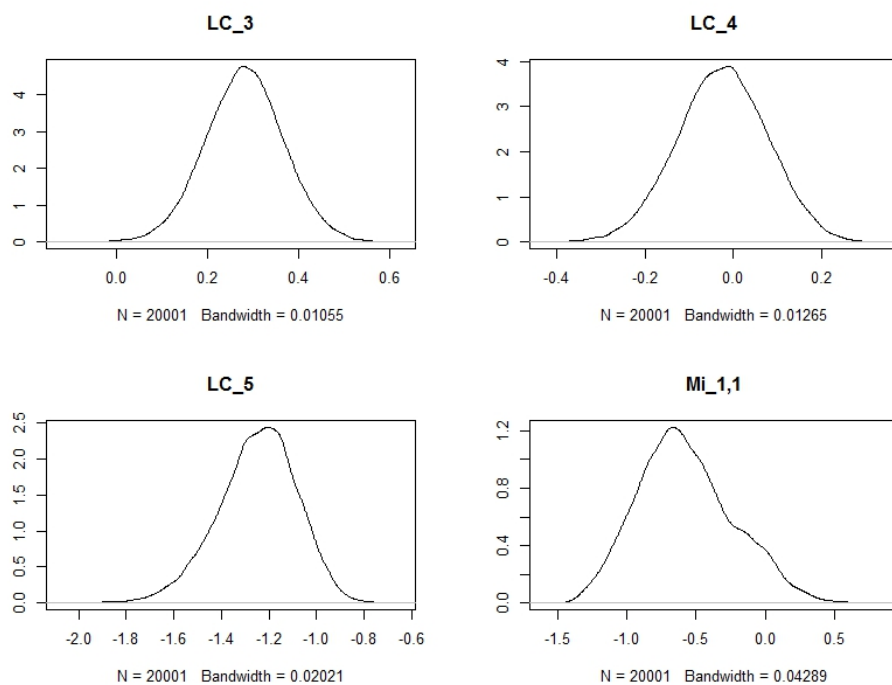 LC_3
4
3
2
1
0
0.0 0.2 0.4 0.6
N = 20001 Bandwidth = 0.01055
LC_4
4
3
2
1
0
-0.4 -0.2 0.0 0.2
N = 20001 Bandwidth = 0.01265
LC_5
2.5
2.0
1.5
1.0
0.5
0.0
-2.0 -1.8 -1.6 -1.4 -1.2 -1.0 -0.8 -0.6
N = 20001 Bandwidth = 0.02021
Mi_1,1
1.2
0.8
0.4
0.0
-1.5 -1.0 -0.5 0.0 0.5
N = 20001 Bandwidth = 0.04289